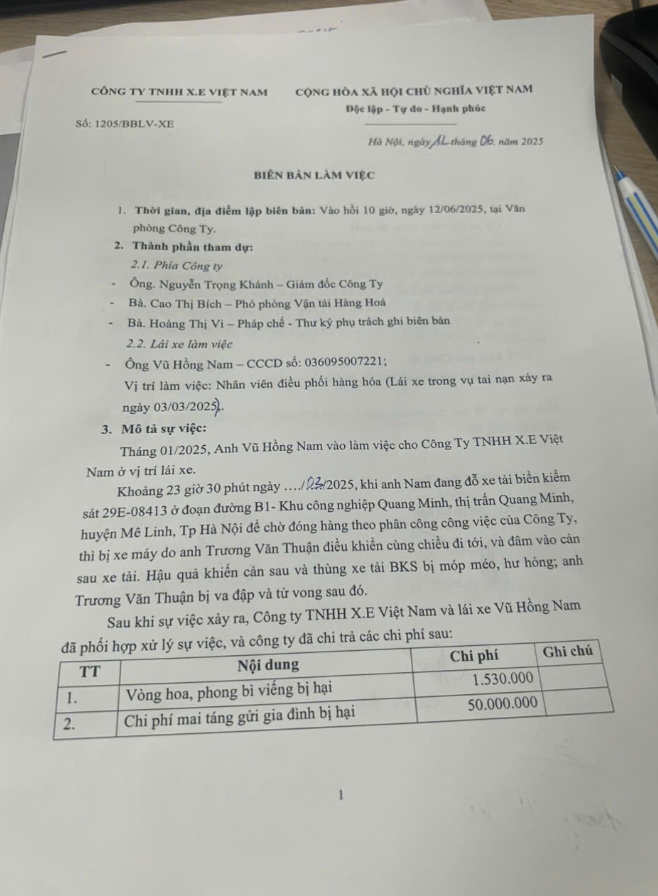 CÔNG TY TNHH X.E VIỆT NAM
CỘNG HÒA XÃ HỘI CHỦ NGHĨA VIỆT NAM
Độc lập - Tự do - Hạnh phúc
Số: 1205/BBLV-XE
Hà Nội, ngày 12 tháng 06 năm 2025
BIÊN BẢN LÀM VIỆC
1. Thời gian, địa điểm lập biên bản: Vào hồi 10 giờ, ngày 12/06/2025, tại Văn
phòng Công Ty.
2. Thành phần tham dự:
2.1. Phía Công ty
- Ông. Nguyễn Trọng Khánh – Giám đốc Công Ty
- Bà. Cao Thị Bích – Phó phòng Vận tải Hàng Hoá
- Bà. Hoàng Thị Vi – Pháp chế - Thư ký phụ trách ghi biên bản
2.2. Lái xe làm việc
- Ông Vũ Hồng Nam – CCCD số: 036095007221;
Vị trí làm việc: Nhân viên điều phối hàng hóa (Lái xe trong vụ tai nạn xảy ra
ngày 03/03/2025).
3. Mô tả sự việc:
Tháng 01/2025, Anh Vũ Hồng Nam vào làm việc cho Công Ty TNHH X.E Việt
Nam ở vị trí lái xe.
Khoảng 23 giờ 30 phút ngày …./03/2025, khi anh Nam đang đỗ xe tải biển kiểm
sát 29E-08413 ở đoạn đường B1- Khu công nghiệp Quang Minh, thị trấn Quang Minh,
huyện Mê Linh, Tp Hà Nội để chờ đóng hàng theo phân công công việc của Công Ty,
thì bị xe máy do anh Trương Văn Thuận điều khiển cùng chiều đi tới, và đâm vào cản
sau xe tải. Hậu quả khiến cản sau và thùng xe tải BKS bị móp méo, hư hỏng; anh
Trương Văn Thuận bị va đập và tử vong sau đó.
Sau khi sự việc xảy ra, Công ty TNHH X.E Việt Nam và lái xe Vũ Hồng Nam
đã phối hợp xử lý sự việc, và công ty đã chi trả các chi phí sau:
TT Nội dung Chi phí Ghi chú
1. Vòng hoa, phong bì viếng bị hại 1.530.000
2. Chi phí mai táng gửi gia đình bị hại 50.000.000
1